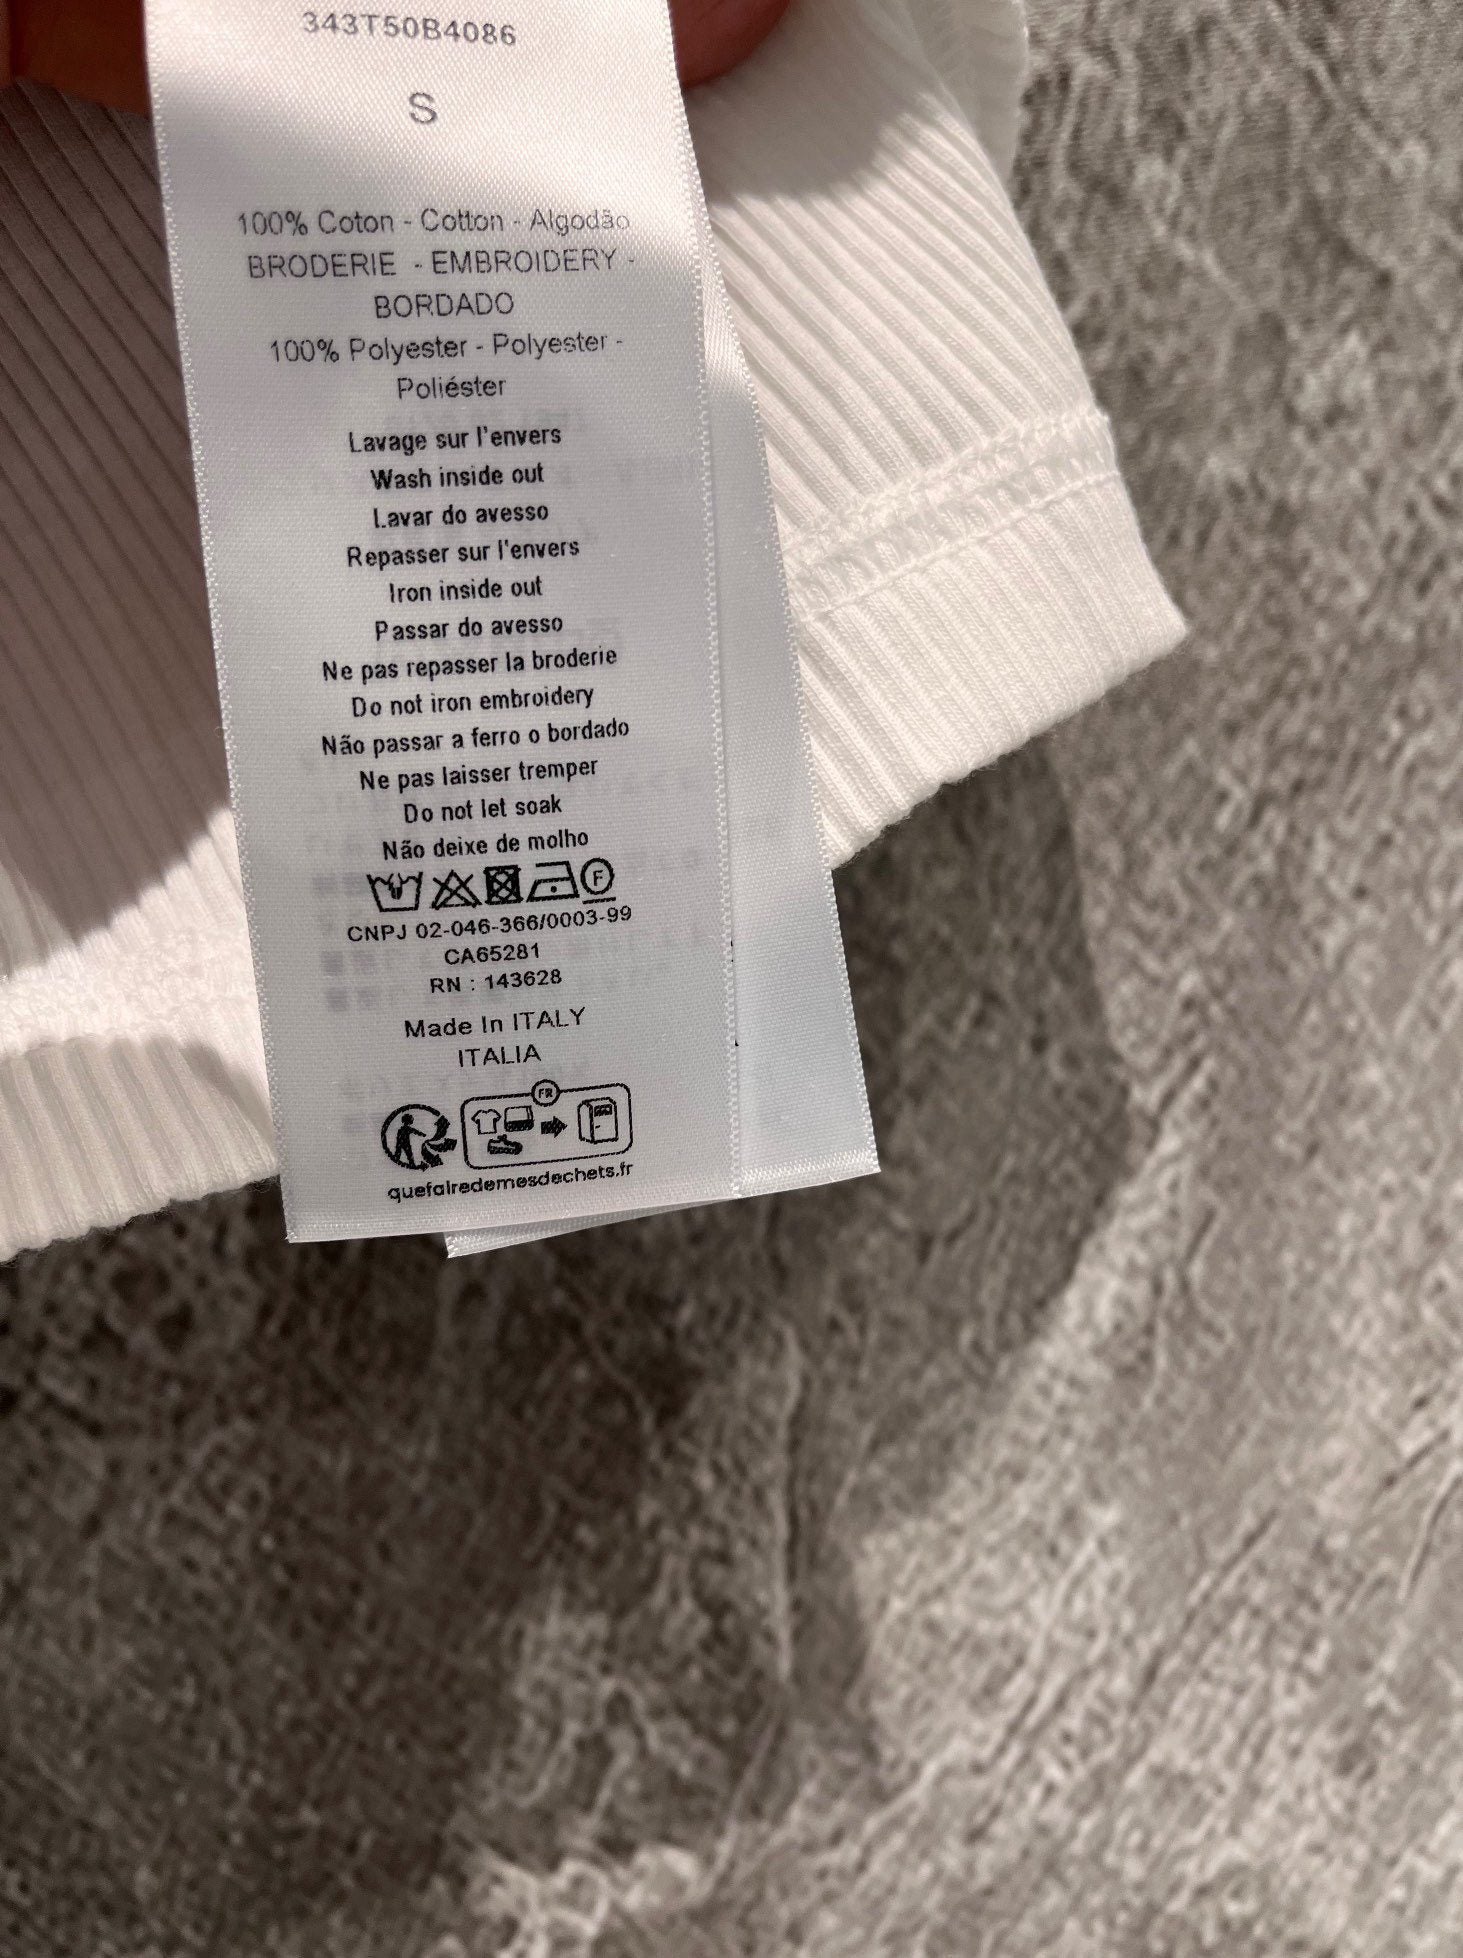 343T50B4086
S
100% Coton - Cotton - Algodão
BRODERIE - EMBROIDERY -
BORDADO
100% Polyester - Polyester -
Poliéster
Lavage sur l'envers
Wash inside out
Lavar do avesso
Repasser sur l'envers
Iron inside out
Passar do avesso
Ne pas repasser la broderie
Do not iron embroidery
Não passar a ferro o bordado
Ne pas laisser tremper
Do not let soak
Não deixe de molho
F
CNPJ 02-046-366/0003-99
CA65281
RN : 143628
Made In ITALY
ITALIA
FR
quefairedemesdechets.fr